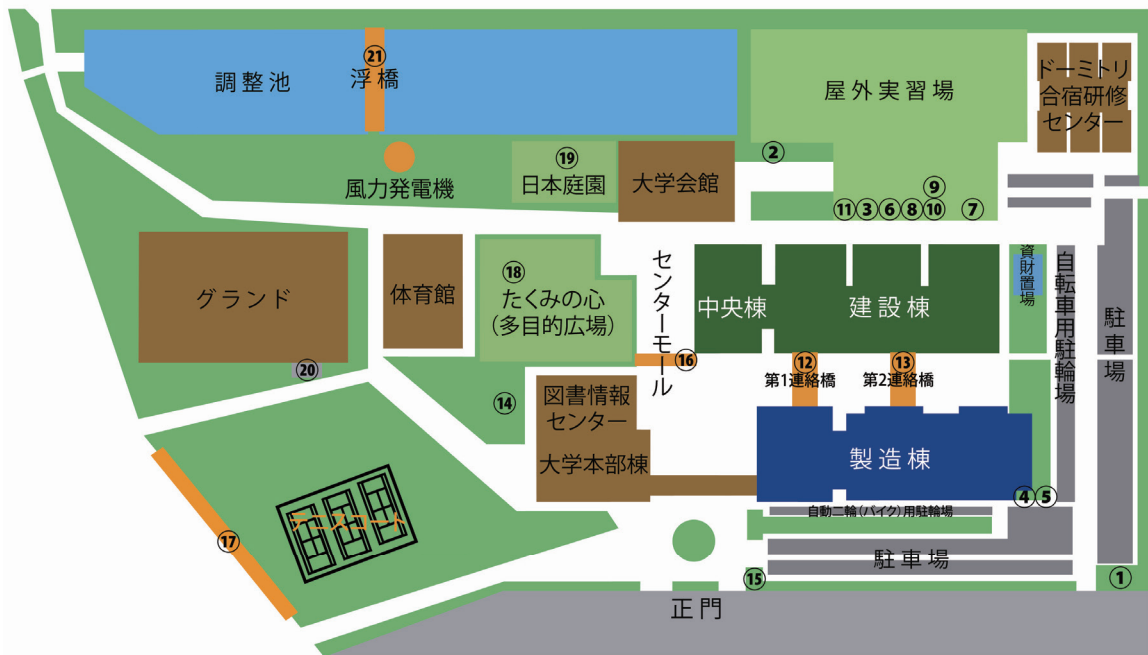 ㉑
調整池
浮橋
屋外実習場
ドーミトリ
合宿研修
センター
②
⑲
日本庭園
大学会館
風力発電機
⑨
⑪
③
⑥
⑧
⑩
⑦
グランド
体育館
⑱
たくみの心
(多目的広場)
センターモール
中央棟
建設棟
資財置場
自転車用駐輪場
駐車場
⑯
⑫
第1連絡橋
⑬
第2連絡橋
⑳
⑭
図書情報
センター
大学本部棟
製造棟
④
⑤
自動二輪(バイク)用駐輪場
テニスコート
⑰
駐車場
⑮
①
正門